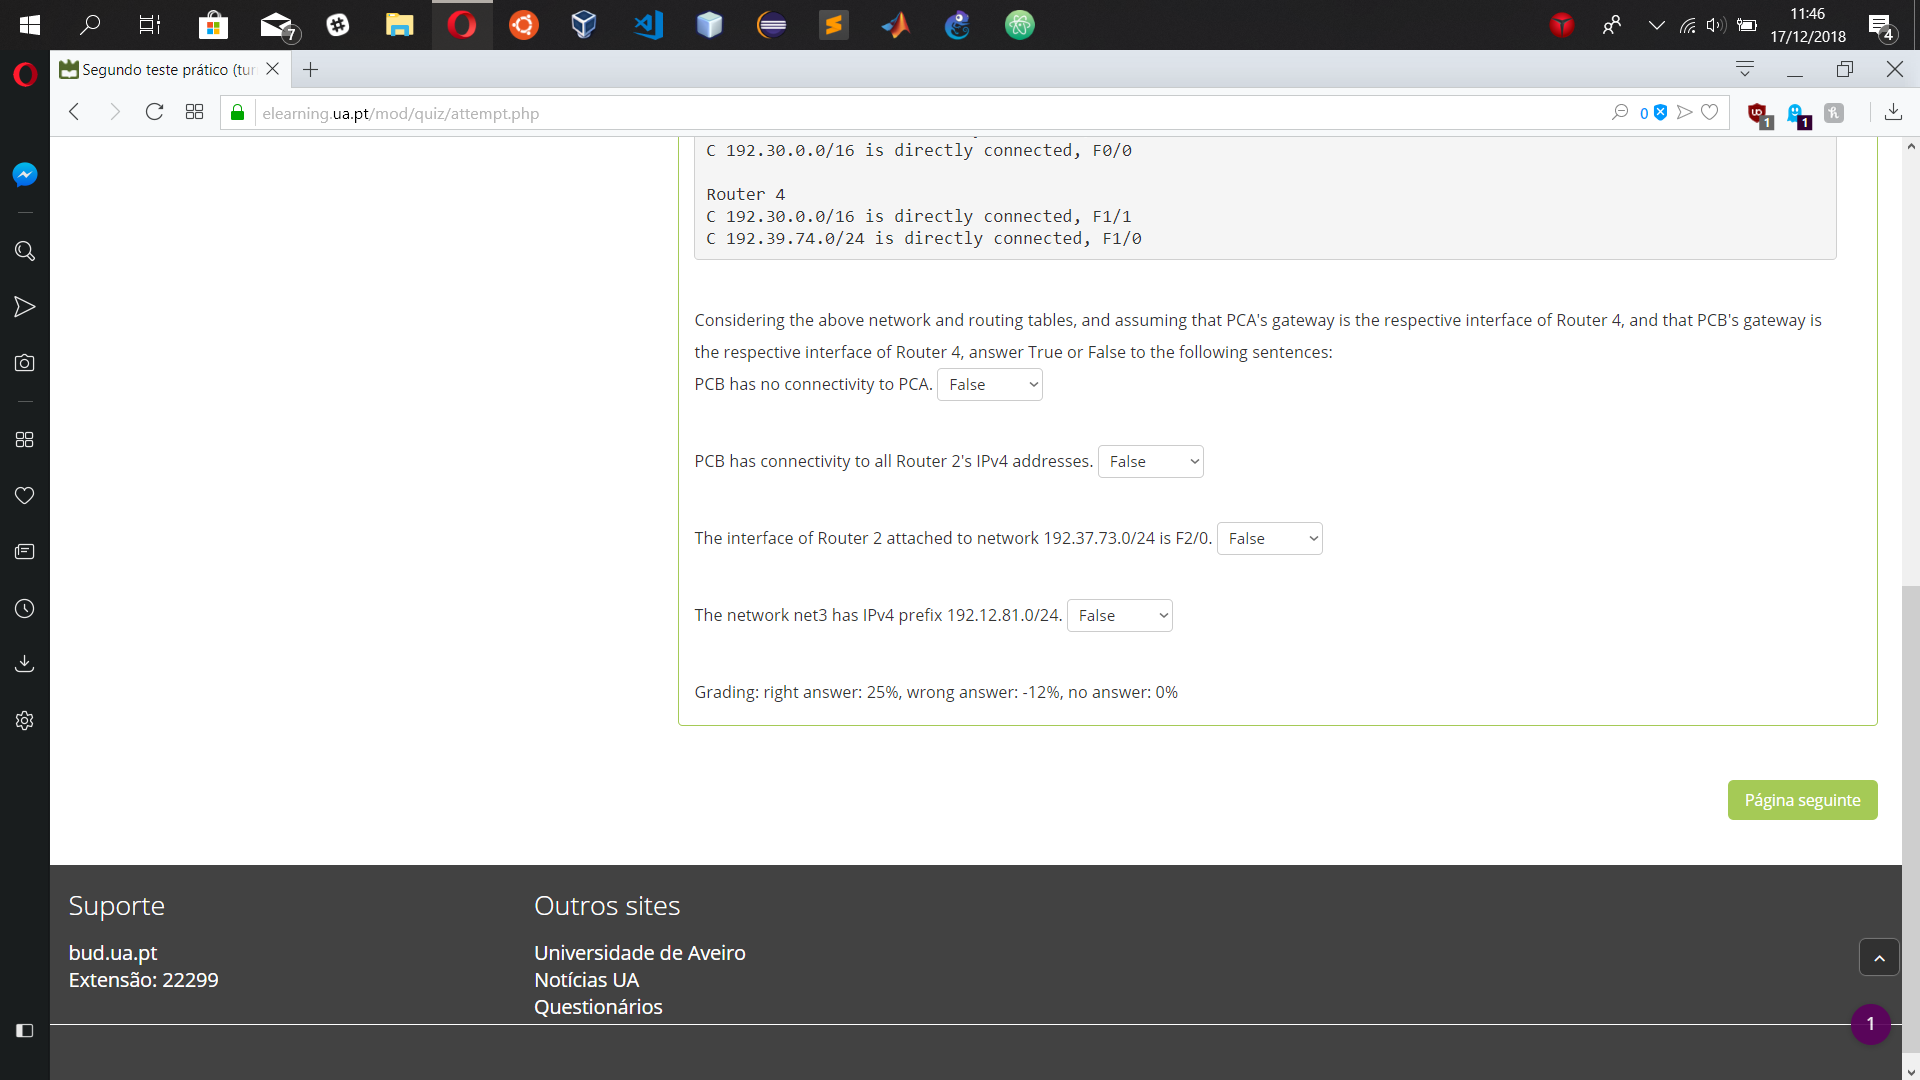 11:46
17/12/2018
7
4
Segundo teste prático (tur
elearning.ua.pt/mod/quiz/attempt.php
0
1
1
C 192.30.0.0/16 is directly connected, F0/0
Router 4
C 192.30.0.0/16 is directly connected, F1/1
C 192.39.74.0/24 is directly connected, F1/0
Considering the above network and routing tables, and assuming that PCA's gateway is the respective interface of Router 4, and that PCB's gateway is
the respective interface of Router 4, answer True or False to the following sentences:
PCB has no connectivity to PCA. False
PCB has connectivity to all Router 2's IPv4 addresses. False
The interface of Router 2 attached to network 192.37.73.0/24 is F2/0. False
The network net3 has IPv4 prefix 192.12.81.0/24. False
Grading: right answer: 25%, wrong answer: -12%, no answer: 0%
Página seguinte
Suporte
bud.ua.pt
Extensão: 22299
Outros sites
Universidade de Aveiro
Notícias UA
Questionários
1